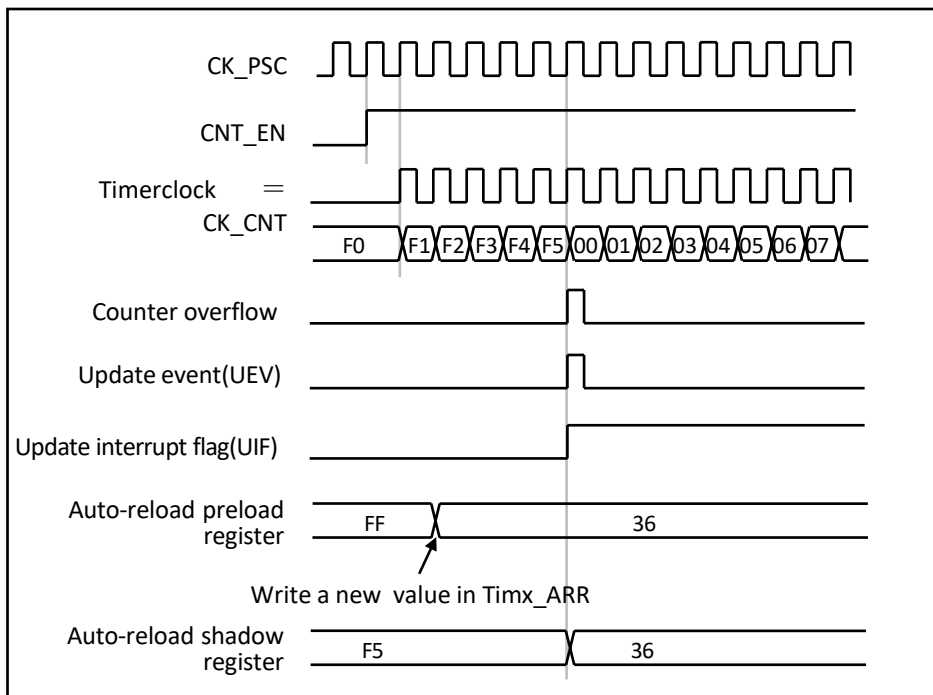 CK_PSC
CNT_EN
Timerclock =
CK_CNT
F0 F1 F2 F3 F4 F5 00 01 02 03 04 05 06 07
Counter overflow
Update event(UEV)
Update interrupt flag(UIF)
Auto-reload preload
register
FF 36
Write a new value in Timx_ARR
Auto-reload shadow
register
F5 36